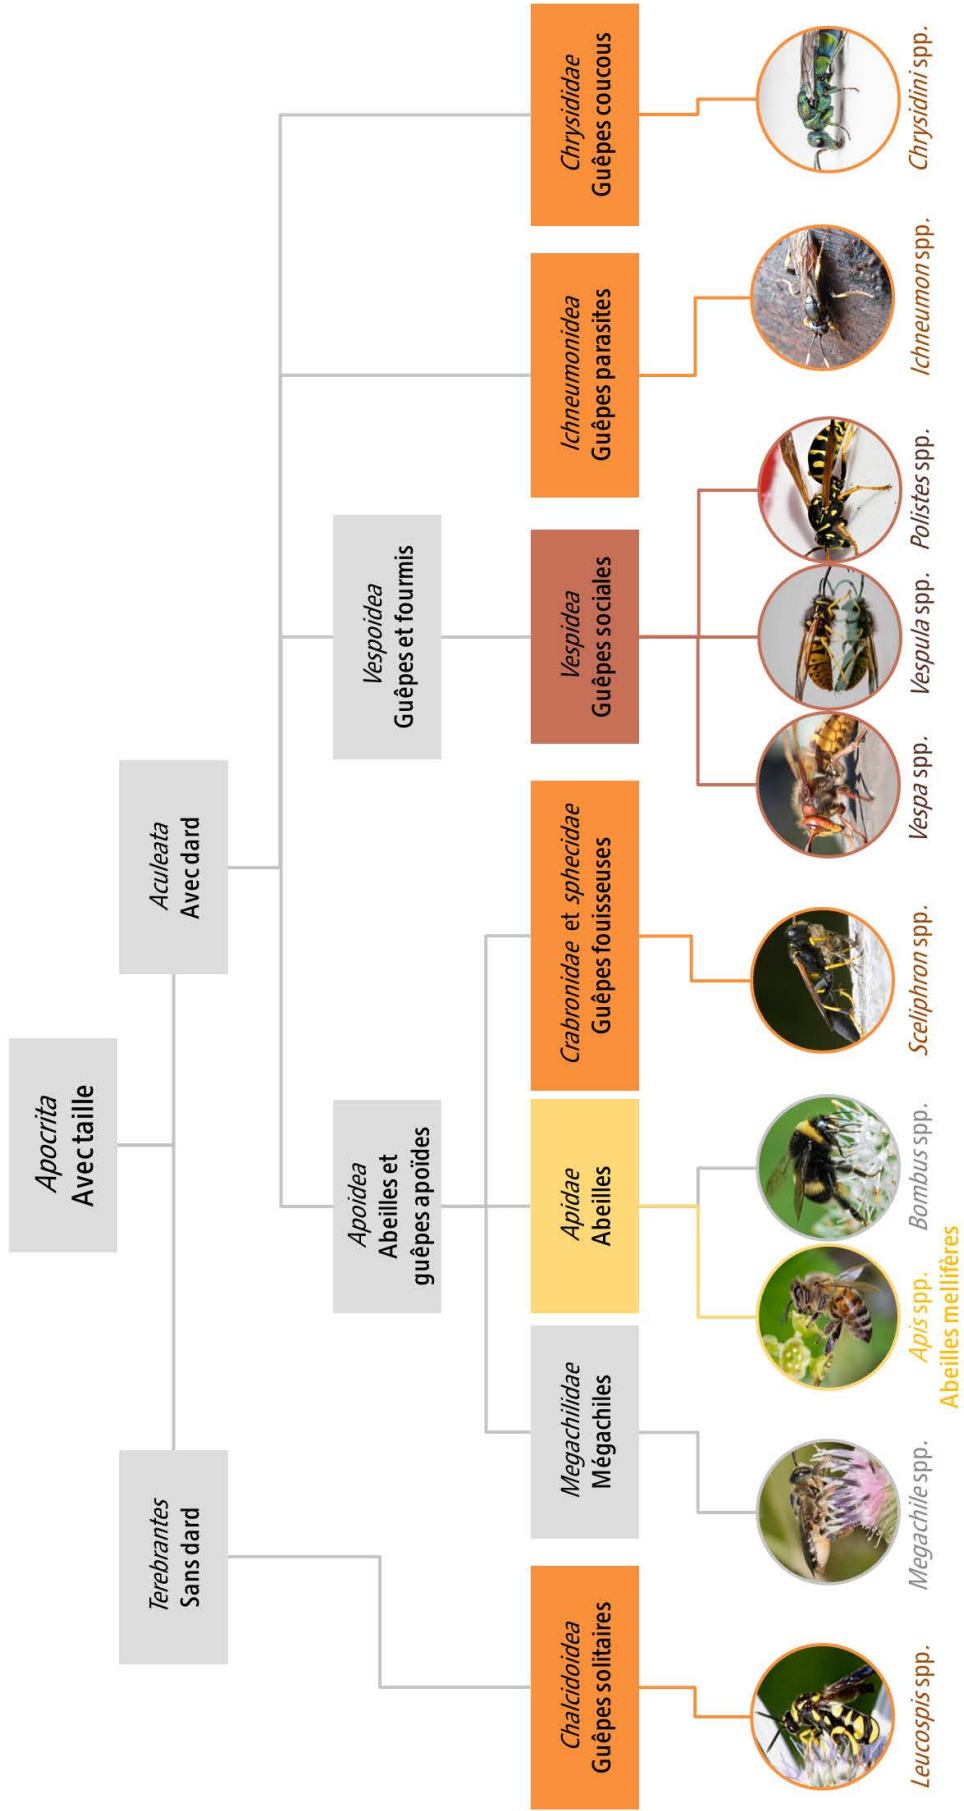 Apocrita
Avec taille
Terebrantes
Sans dard
Aculeata
Avec dard
Apoidea
Abeilles et
guêpes apoïdes
Vespoidea
Guêpes et fourmis
Chalcidoidea
Guêpes solitaires
Megachilidae
Mégachiles
Apidae
Abeilles
Crabronidae et sphecidae
Guêpes fouisseuses
Vespidea
Guêpes sociales
Ichneumonidea
Guêpes parasites
Chrysididae
Guêpes coucous
Leucospis spp.
Megachile spp.
Apis spp.
Abeilles mellifères
Bombus spp.
Sceliphron spp.
Vespa spp.
Vespula spp.
Polistes spp.
Ichneumon spp.
Chrysidini spp.